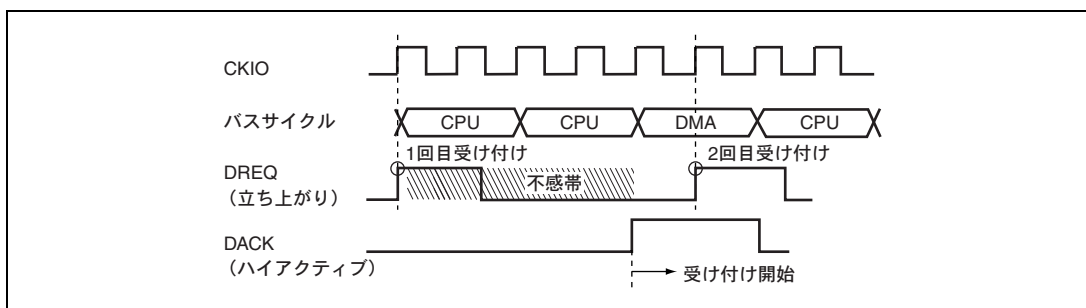 CKIO
バスサイクル
CPU CPU DMA CPU
1回目受け付け 2回目受け付け
DREQ
（立ち上がり）
不感帯
DACK
（ハイアクティブ）
受け付け開始